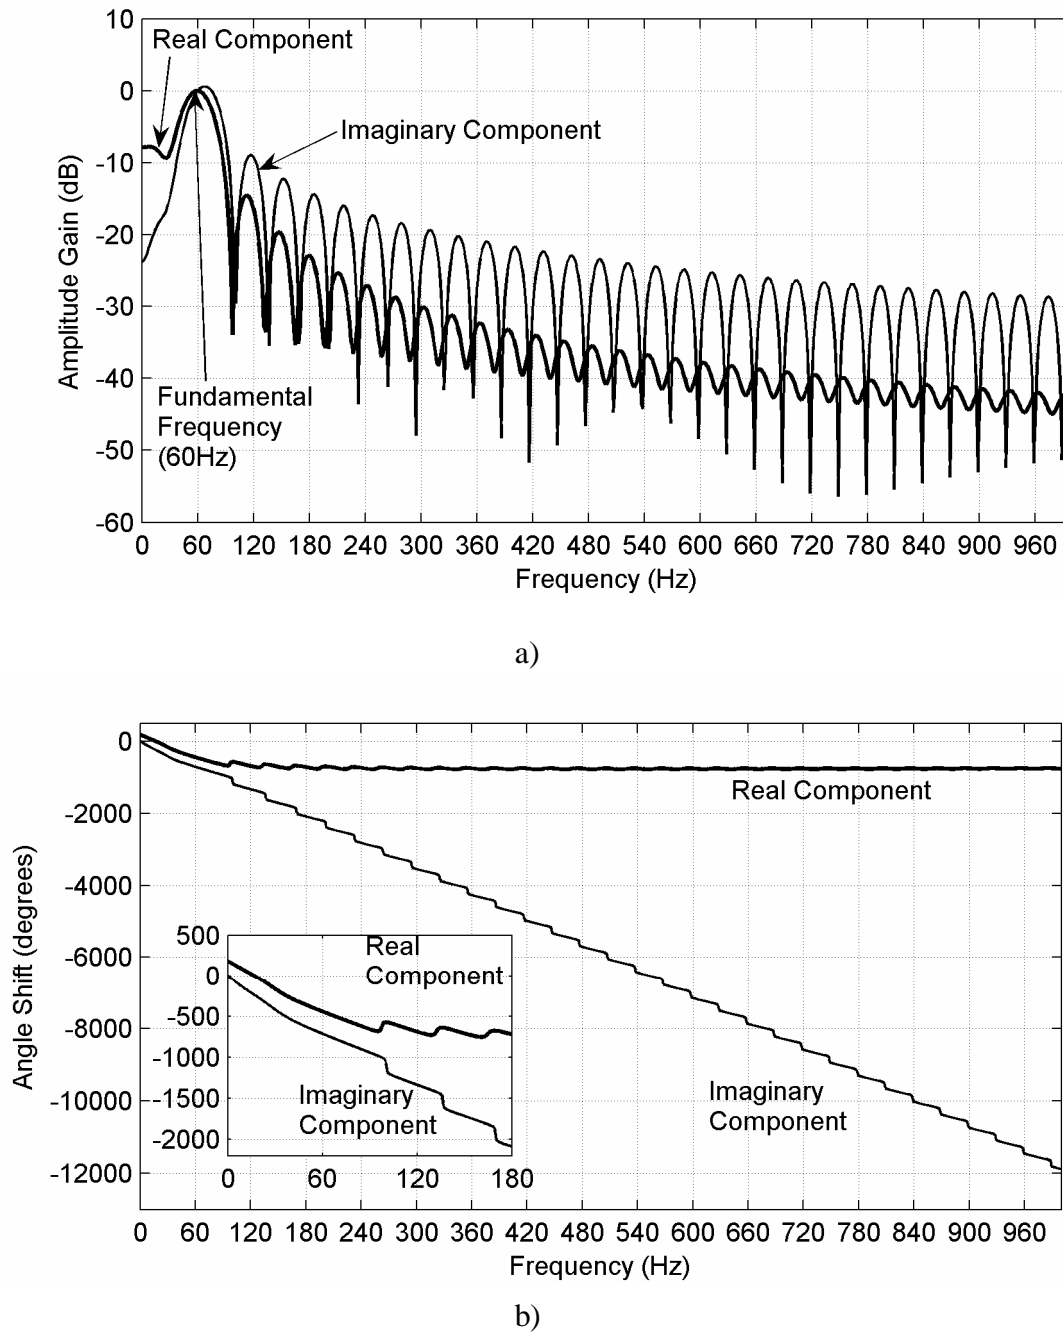 10
0
-10
-20
-30
-40
-50
-60
Amplitude Gain (dB)
Real Component
Imaginary Component
Fundamental
Frequency
(60Hz)
0 60 120 180 240 300 360 420 480 540 600 660 720 780 840 900 960
Frequency (Hz)
a)
0
-2000
-4000
-6000
-8000
-10000
-12000
Angle Shift (degrees)
Real Component
Imaginary
Component
500
0
-500
-1000
-1500
-2000
Real
Component
Imaginary
Component
0 60 120 180
0 60 120 180 240 300 360 420 480 540 600 660 720 780 840 900 960
Frequency (Hz)
b)